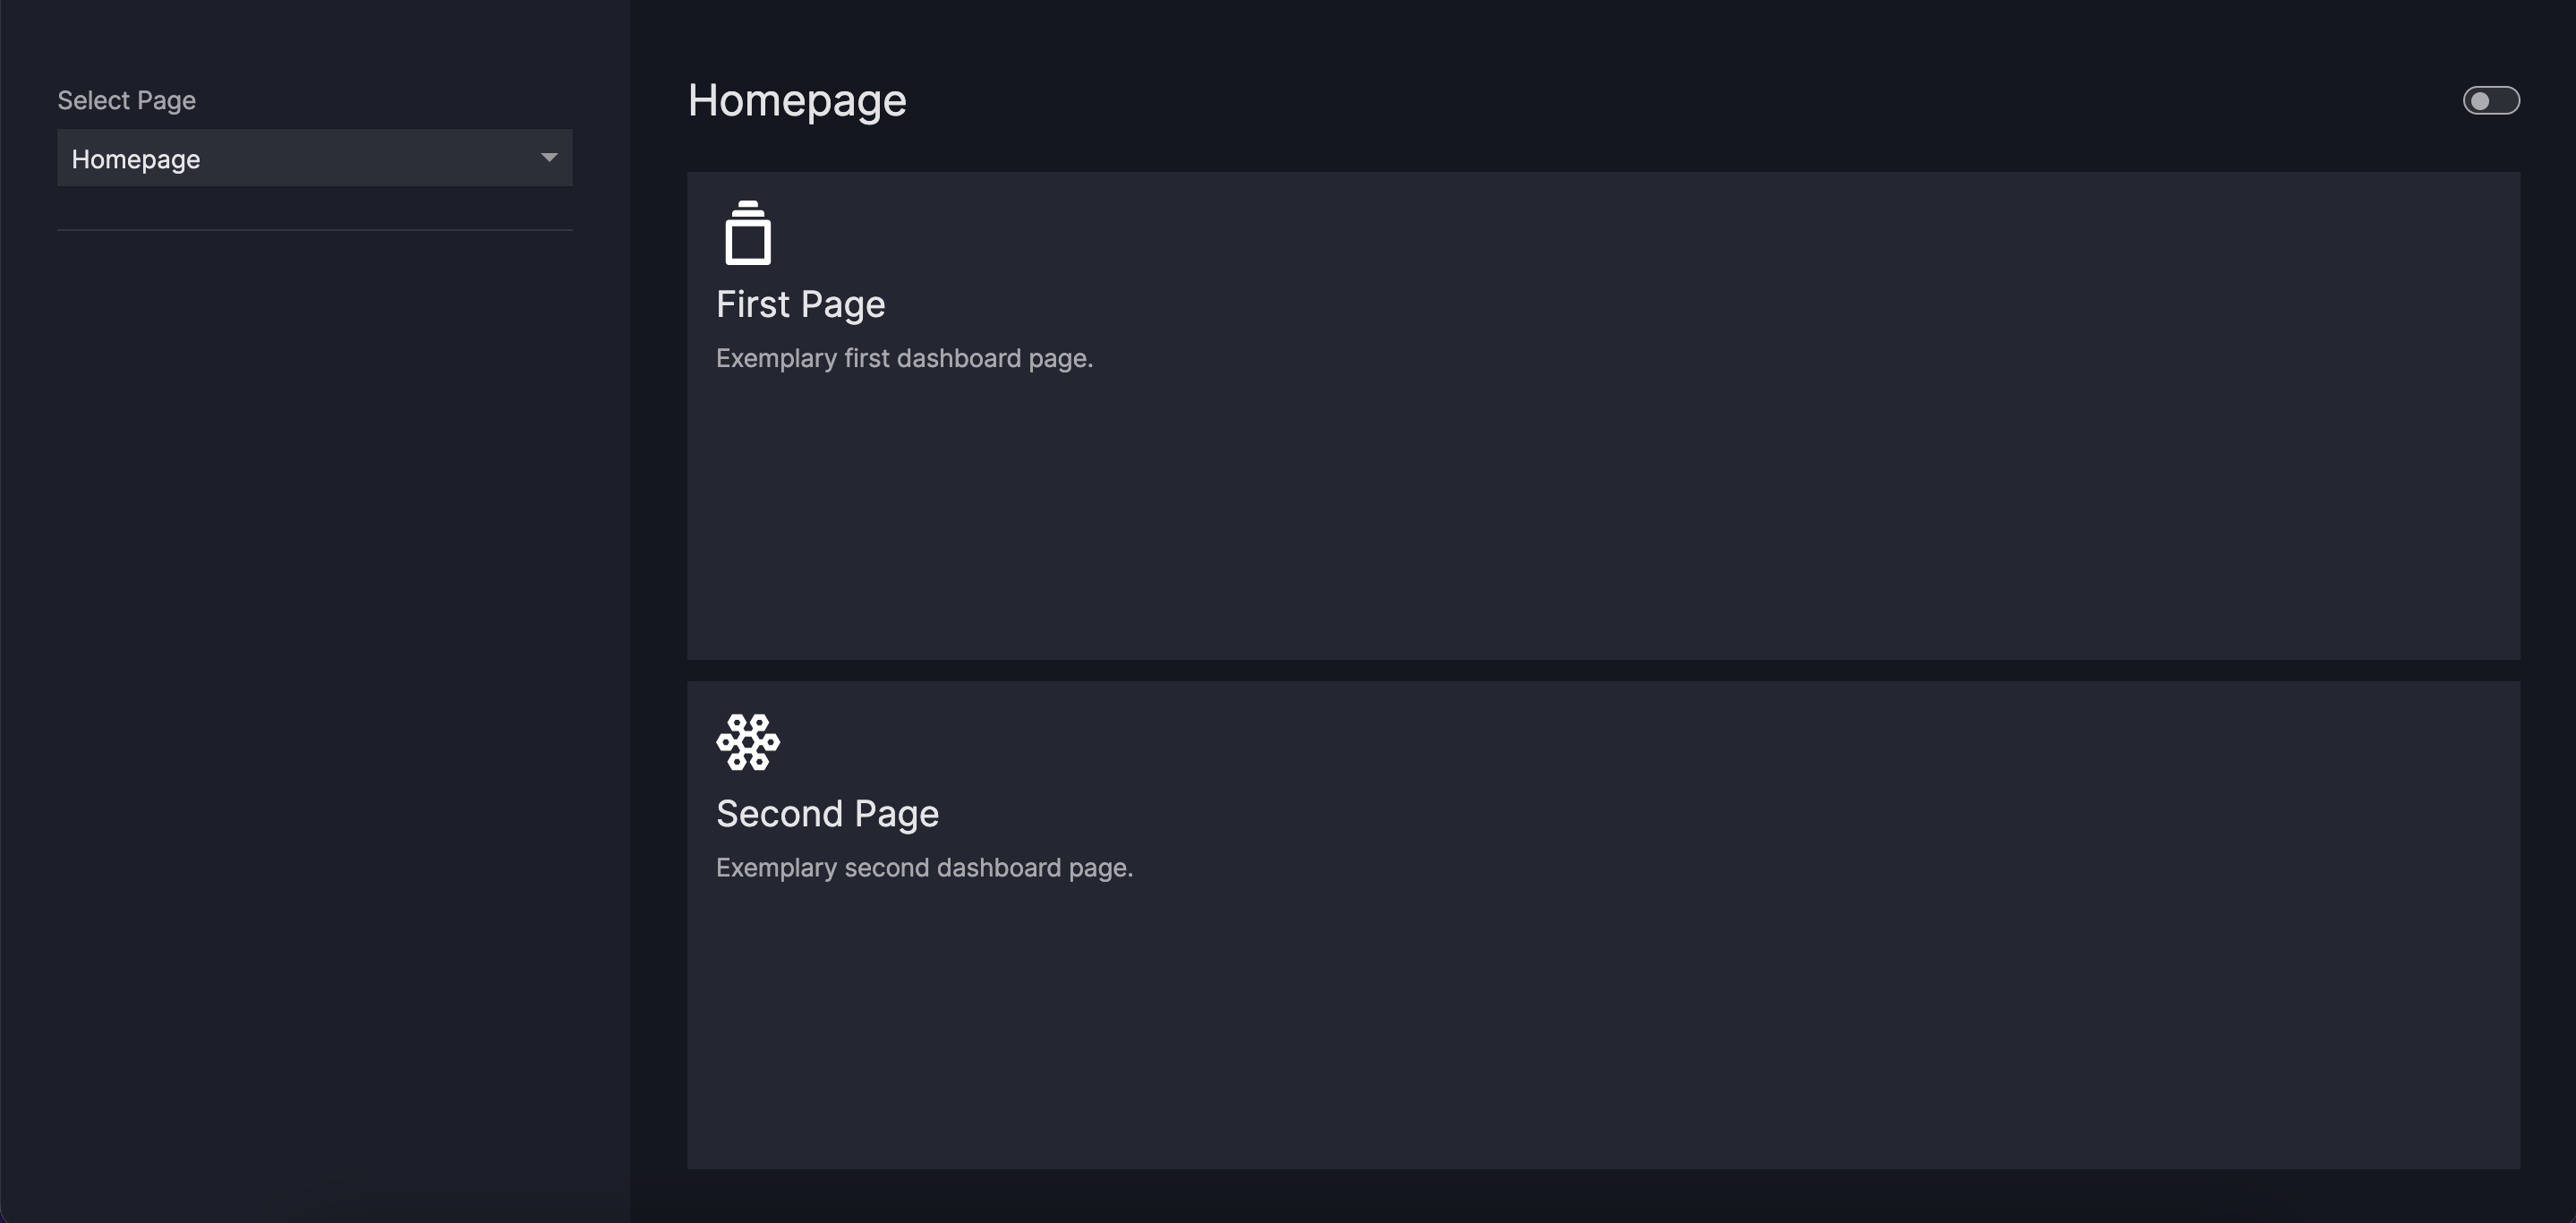 Select Page
Homepage
Homepage
First Page
Exemplary first dashboard page.
Second Page
Exemplary second dashboard page.